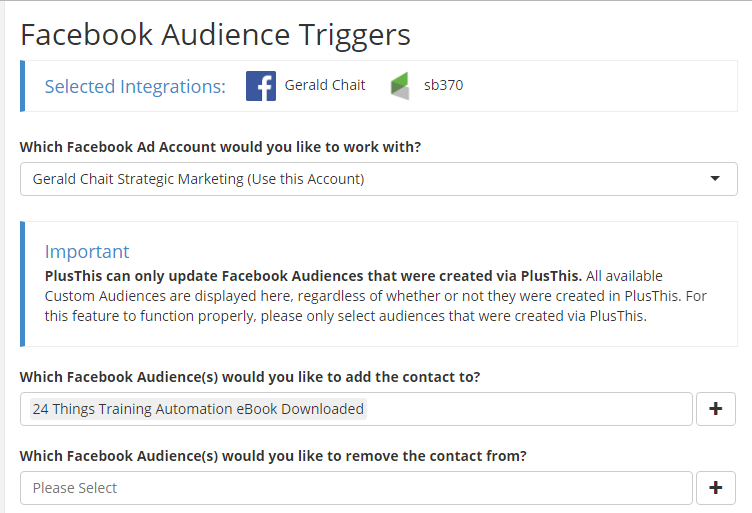 Facebook Audience Triggers
Selected Integrations: Gerald Chait sb370
Which Facebook Ad Account would you like to work with?
Gerald Chait Strategic Marketing (Use this Account)
Important
PlusThis can only update Facebook Audiences that were created via PlusThis. All available
Custom Audiences are displayed here, regardless of whether or not they were created in PlusThis. For
this feature to function properly, please only select audiences that were created via PlusThis.
Which Facebook Audience(s) would you like to add the contact to?
24 Things Training Automation eBook Downloaded
Which Facebook Audience(s) would you like to remove the contact from?
Please Select